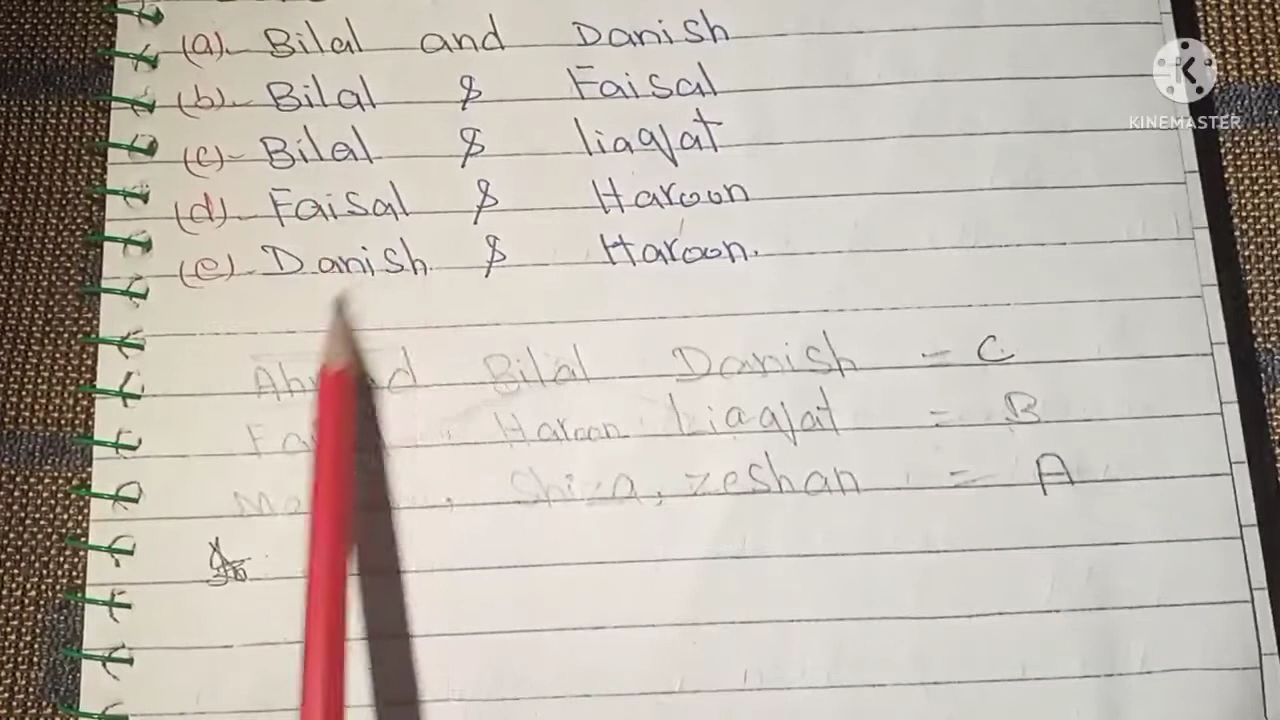 (a). Bilal and Danish
(b). Bilal & Faisal
(c)- Bilal & liaqat
(d). Faisal & Haroon
(e). Danish & Haroon.
KINEMASTER
Bilal Danish - C
Haroon Liaqat = B
Shiza, zeshan = A